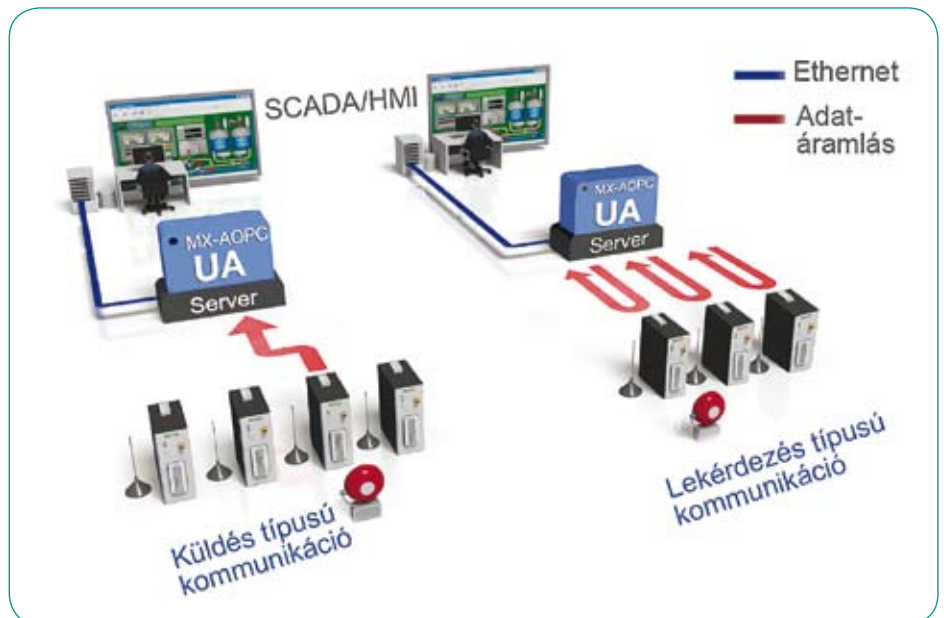 SCADA/HMI
Ethernet
Adat-
áramlás
MX-AOPC
UA
Server
MX-AOPC
UA
Server
Küldés típusú
kommunikáció
Lekérdezés típusú
kommunikáció